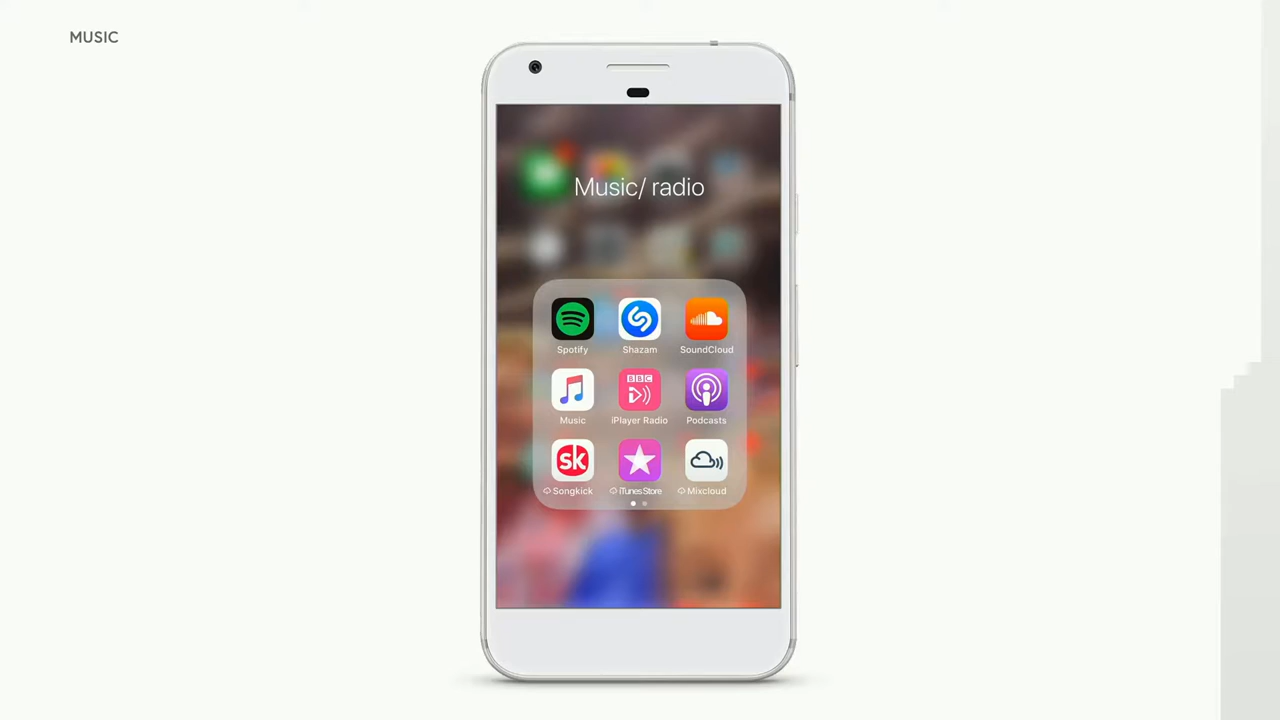 MUSIC
Music/ radio
Spotify
Shazam
SoundCloud
Music
BBC
iPlayer Radio
Podcasts
sk
Songkick
iTunes Store
Mixcloud